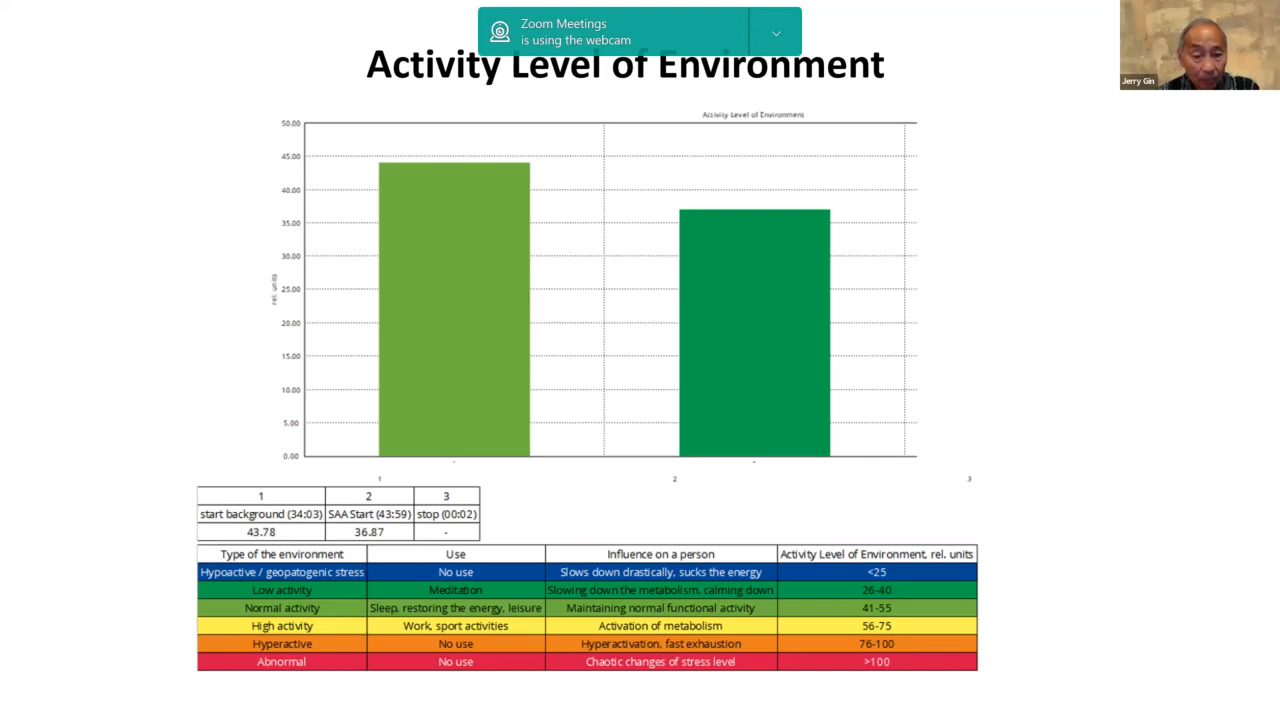 Zoom Meetings
is using the webcam
Jerry Gin
Activity Level of Environment
Activity Level of Environment
50.00
45.00
40.00
35.00
30.00
25.00
20.00
15.00
10.00
5.00
0.00
rel. units
- -
1 2 3
1 2 3
start background (34:03) SAA Start (43:59) stop (00:02)
43.78 36.87 -
Type of the environment Use Influence on a person Activity Level of Environment, rel. units
Hypoactive / geopatogenic stress No use Slows down drastically, sucks the energy <25
Low activity Meditation Slowing down the metabolism, calming down 26-40
Normal activity Sleep, restoring the energy, leisure Maintaining normal functional activity 41-55
High activity Work, sport activities Activation of metabolism 56-75
Hyperactive No use Hyperactivation, fast exhaustion 76-100
Abnormal No use Chaotic changes of stress level >100